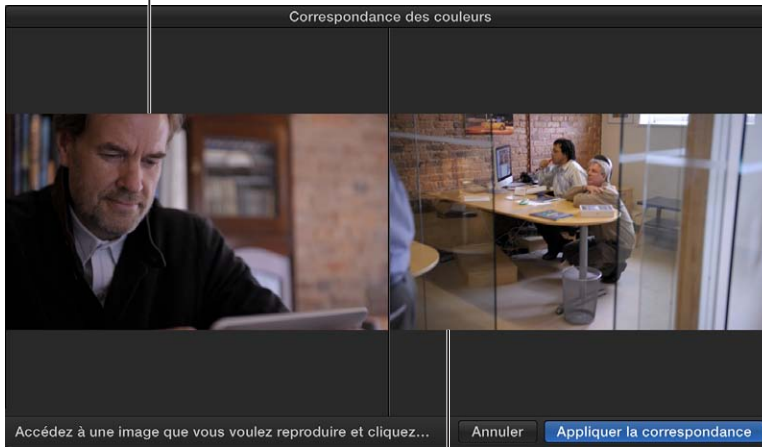 Correspondance des couleurs
Accédez à une image que vous voulez reproduire et cliquez...
Annuler
Appliquer la correspondance